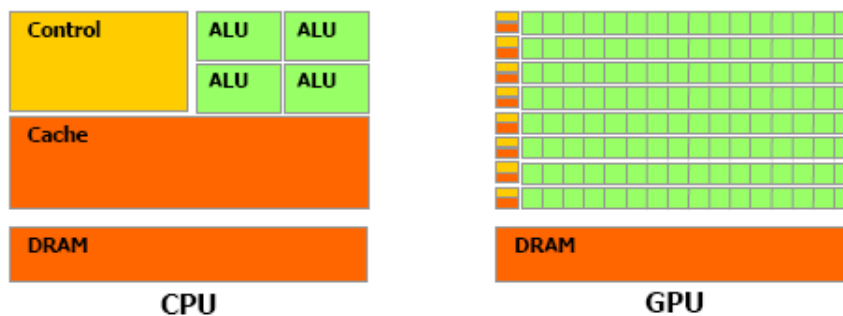 Control
ALU ALU
ALU ALU
Cache
DRAM
CPU
DRAM
GPU